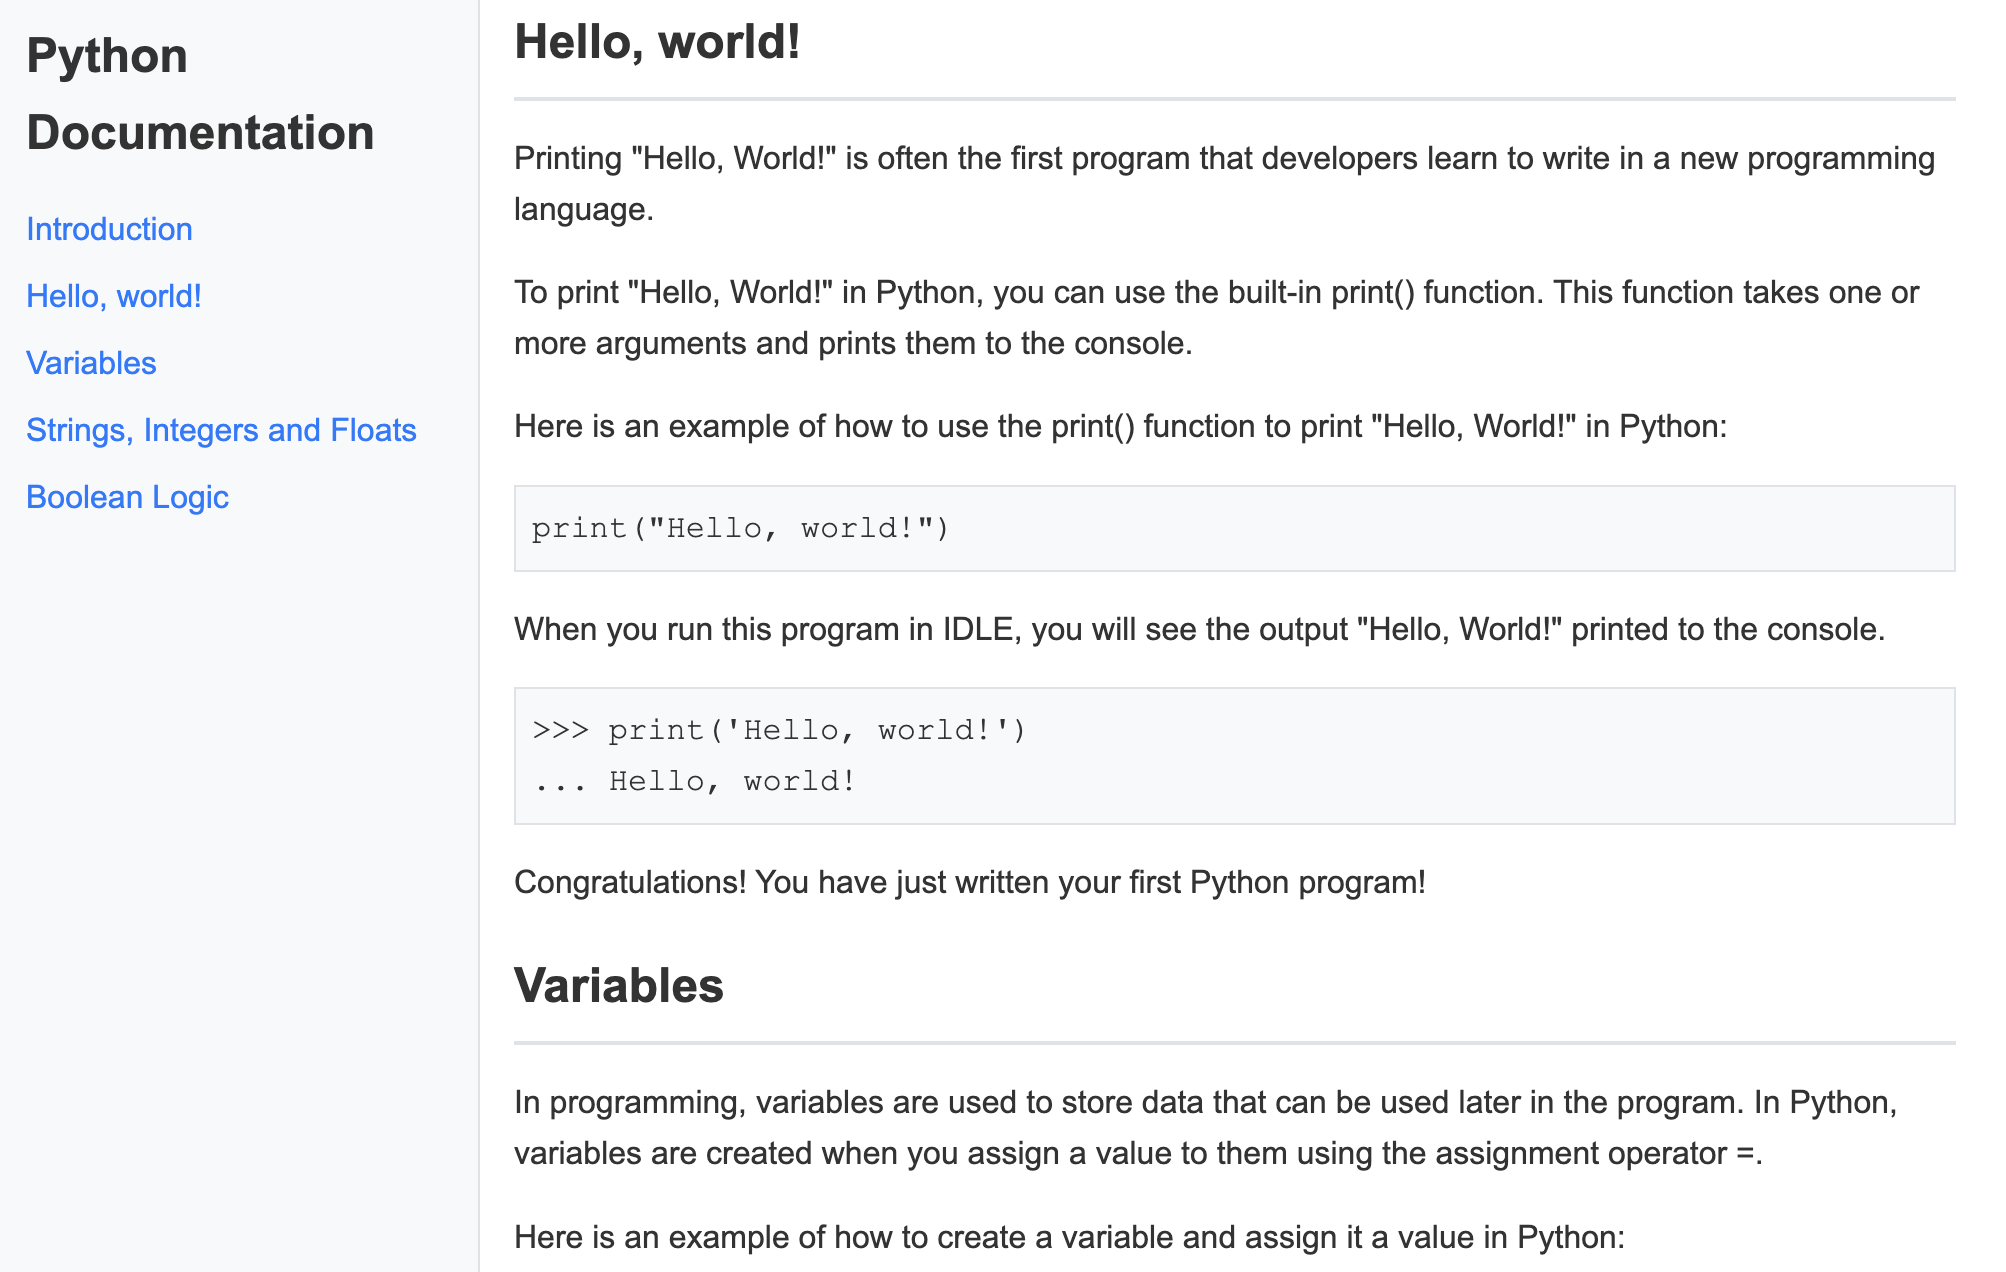 Python
Documentation
Introduction
Hello, world!
Variables
Strings, Integers and Floats
Boolean Logic
Hello, world!
Printing "Hello, World!" is often the first program that developers learn to write in a new programming
language.
To print "Hello, World!" in Python, you can use the built-in print() function. This function takes one or
more arguments and prints them to the console.
Here is an example of how to use the print() function to print "Hello, World!" in Python:
print("Hello, world!")
When you run this program in IDLE, you will see the output "Hello, World!" printed to the console.
>>> print('Hello, world!')
... Hello, world!
Congratulations! You have just written your first Python program!
Variables
In programming, variables are used to store data that can be used later in the program. In Python,
variables are created when you assign a value to them using the assignment operator =.
Here is an example of how to create a variable and assign it a value in Python: